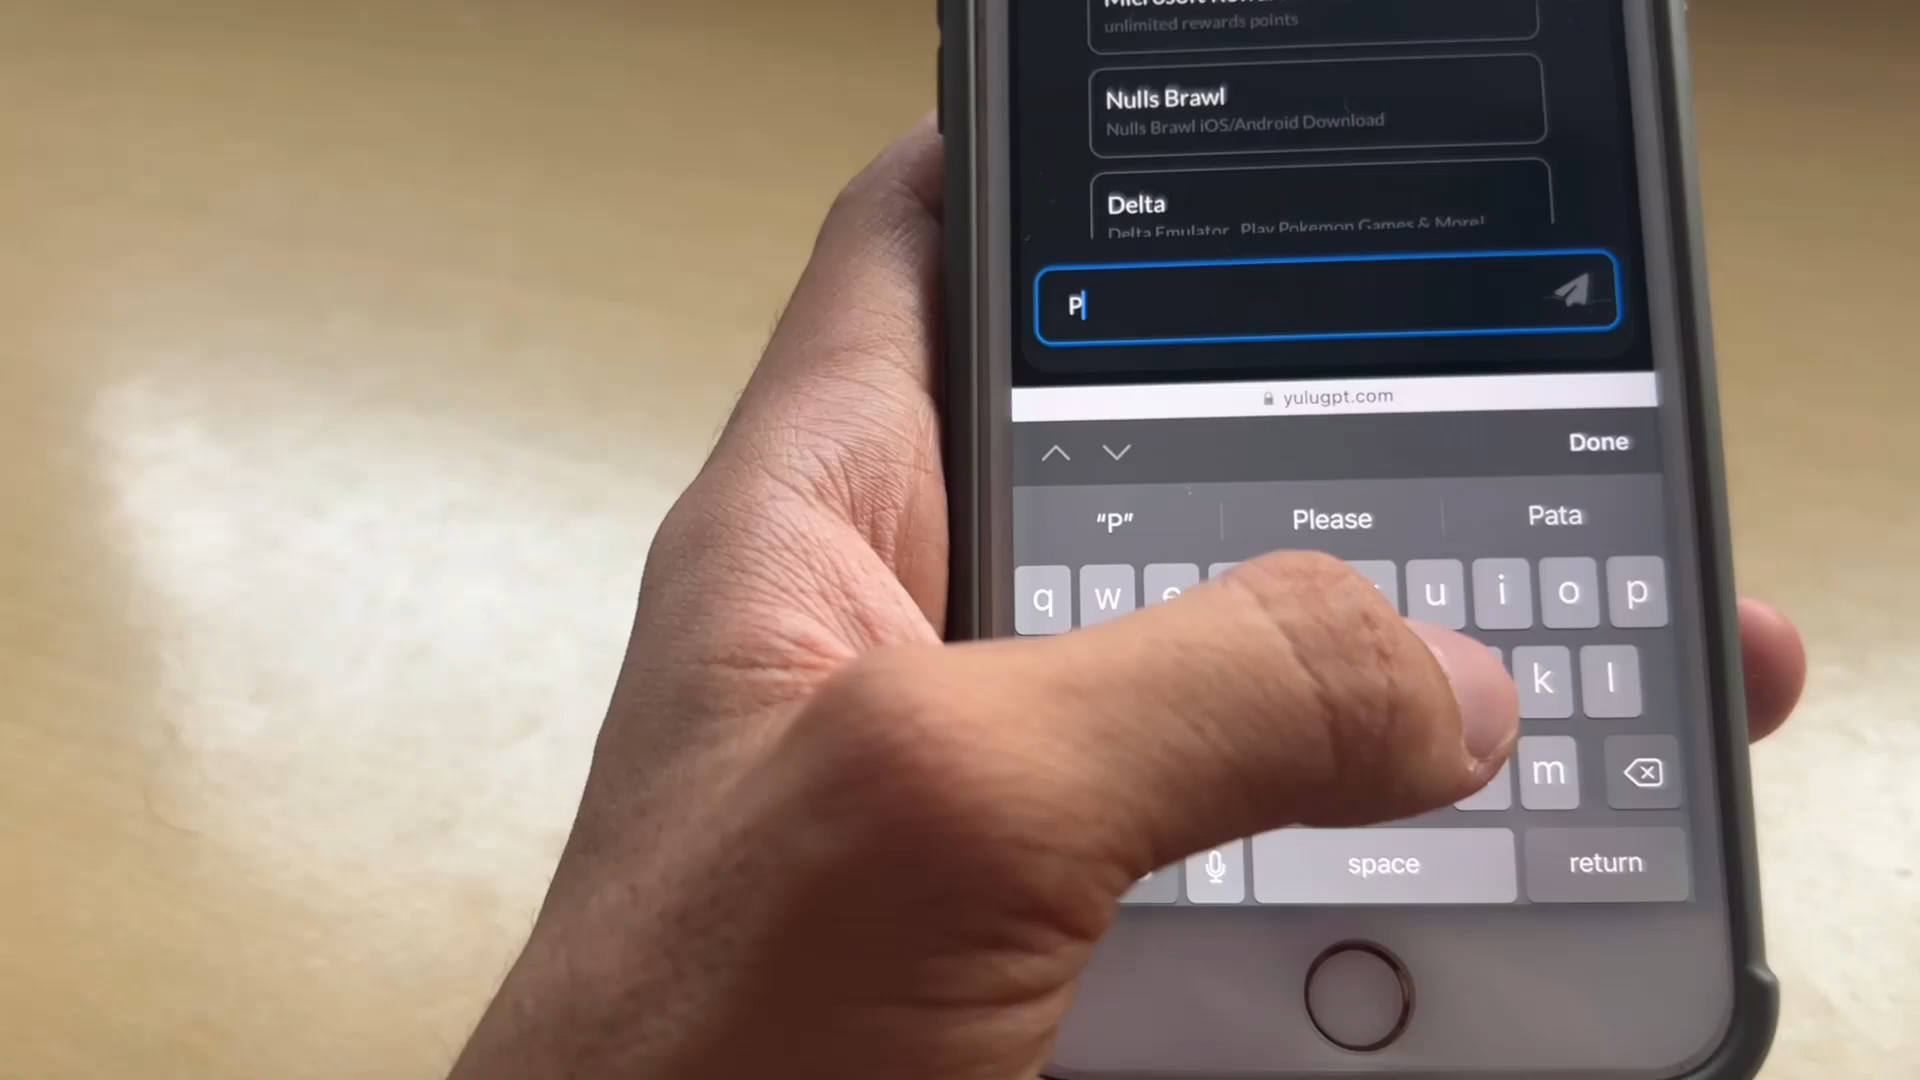 Microsoft
unlimited rewards points
Nulls Brawl
Nulls Brawl iOS/Android Download
Delta
Delta Emulator, Play Pokemon Games & More!
P
yulugpt.com
Done
“P” Please Pata
q w e u i o p
k l
m
space return